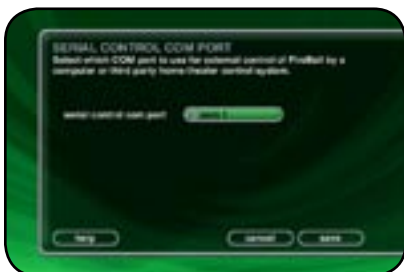 SERIAL CONTROL COM PORT
Select which COM port to use for external control of FireBall by a
computer or third party home theater control system.
serial control com port
help cancel save